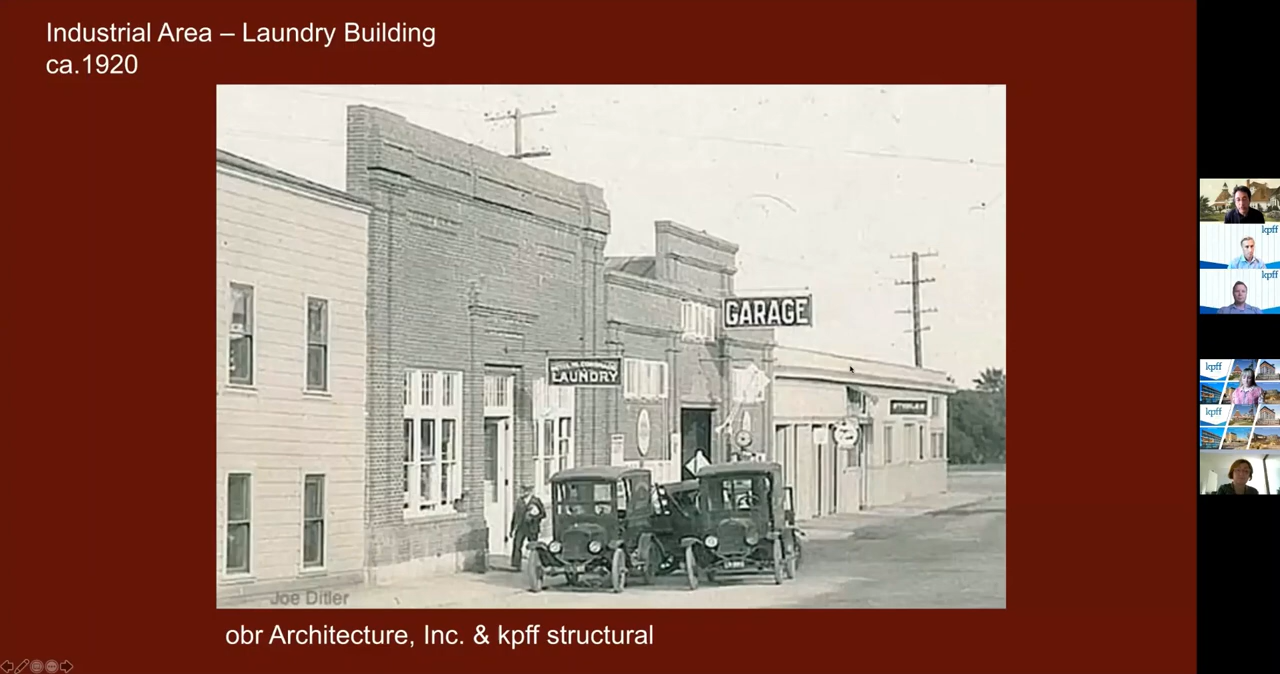 Industrial Area – Laundry Building
ca.1920
GARAGE
LAUNDRY
Joe Ditler
obr Architecture, Inc. & kpff structural
kpff
kpff
kpff
kpff